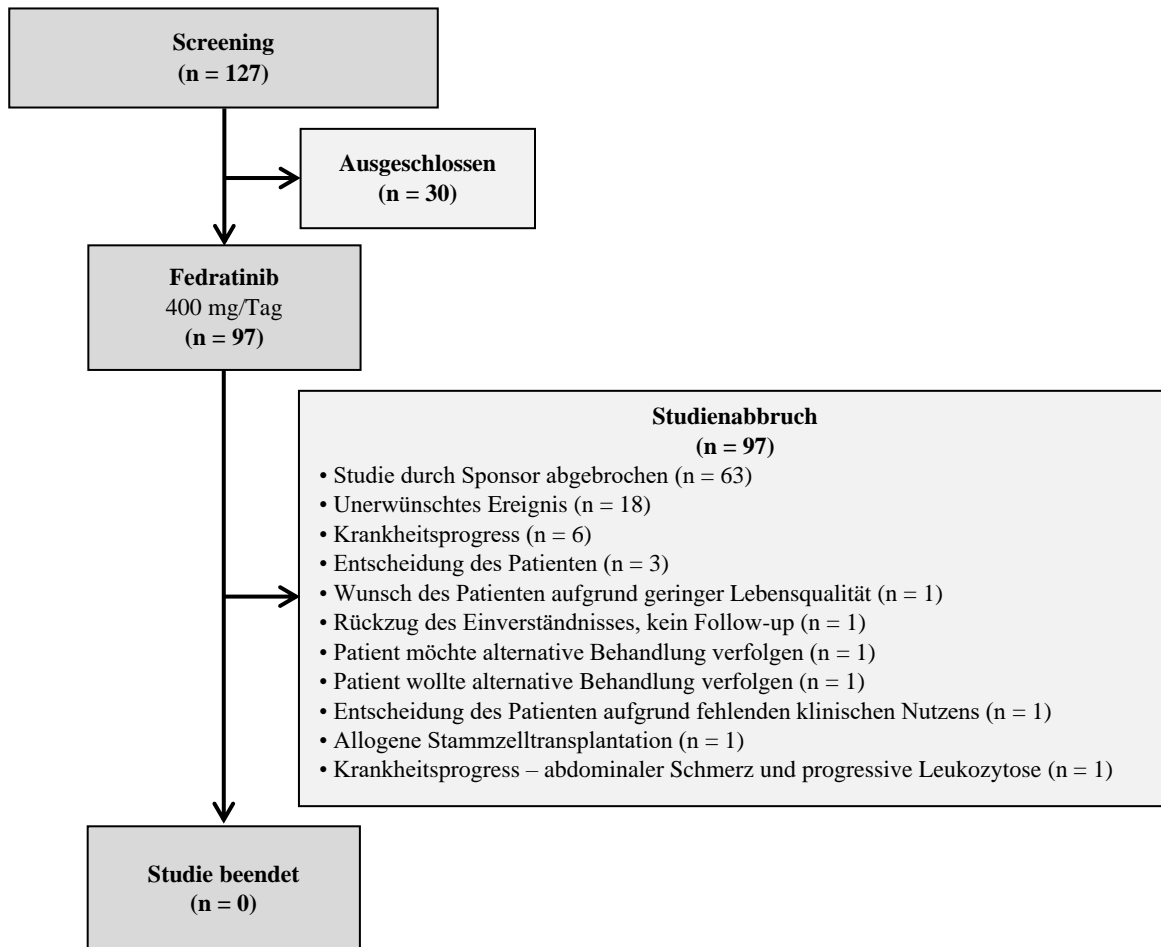 Screening
(n = 127)
Ausgeschlossen
(n = 30)
Fedratinib
400 mg/Tag
(n = 97)
Studienabbruch
(n = 97)
• Studie durch Sponsor abgebrochen (n = 63)
• Unerwünschtes Ereignis (n = 18)
• Krankheitsprogress (n = 6)
• Entscheidung des Patienten (n = 3)
• Wunsch des Patienten aufgrund geringer Lebensqualität (n = 1)
• Rückzug des Einverständnisses, kein Follow-up (n = 1)
• Patient möchte alternative Behandlung verfolgen (n = 1)
• Patient wollte alternative Behandlung verfolgen (n = 1)
• Entscheidung des Patienten aufgrund fehlenden klinischen Nutzens (n = 1)
• Allogene Stammzelltransplantation (n = 1)
• Krankheitsprogress – abdominaler Schmerz und progressive Leukozytose (n = 1)
Studie beendet
(n = 0)